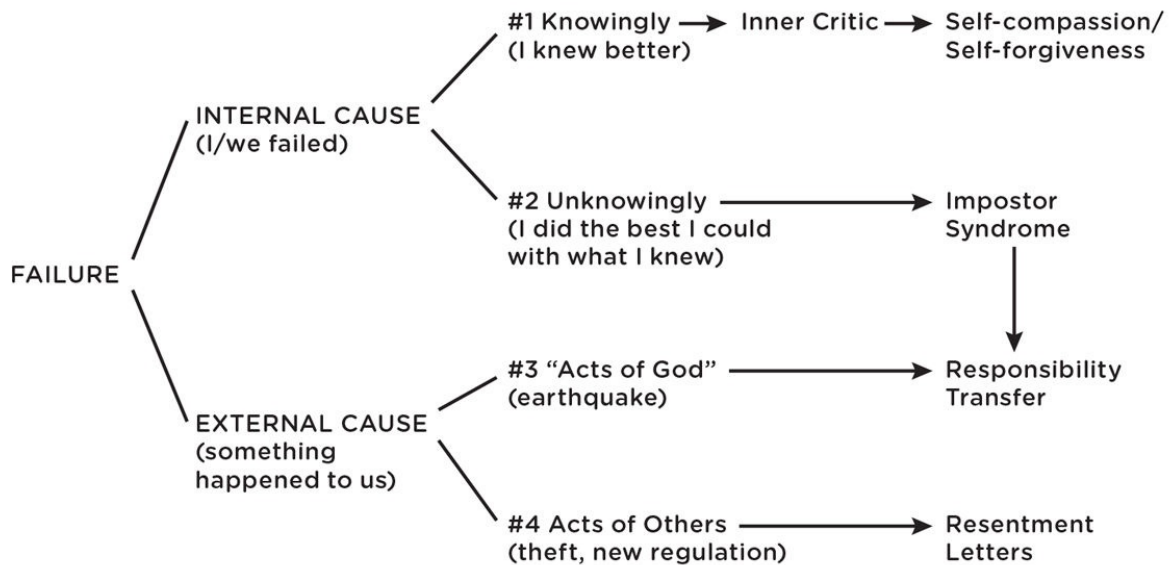 #1 Knowingly
(I knew better)
Inner Critic
Self-compassion/
Self-forgiveness
INTERNAL CAUSE
(I/we failed)
#2 Unknowingly
(I did the best I could
with what I knew)
Impostor
Syndrome
FAILURE
#3 “Acts of God”
(earthquake)
Responsibility
Transfer
EXTERNAL CAUSE
(something
happened to us)
#4 Acts of Others
(theft, new regulation)
Resentment
Letters